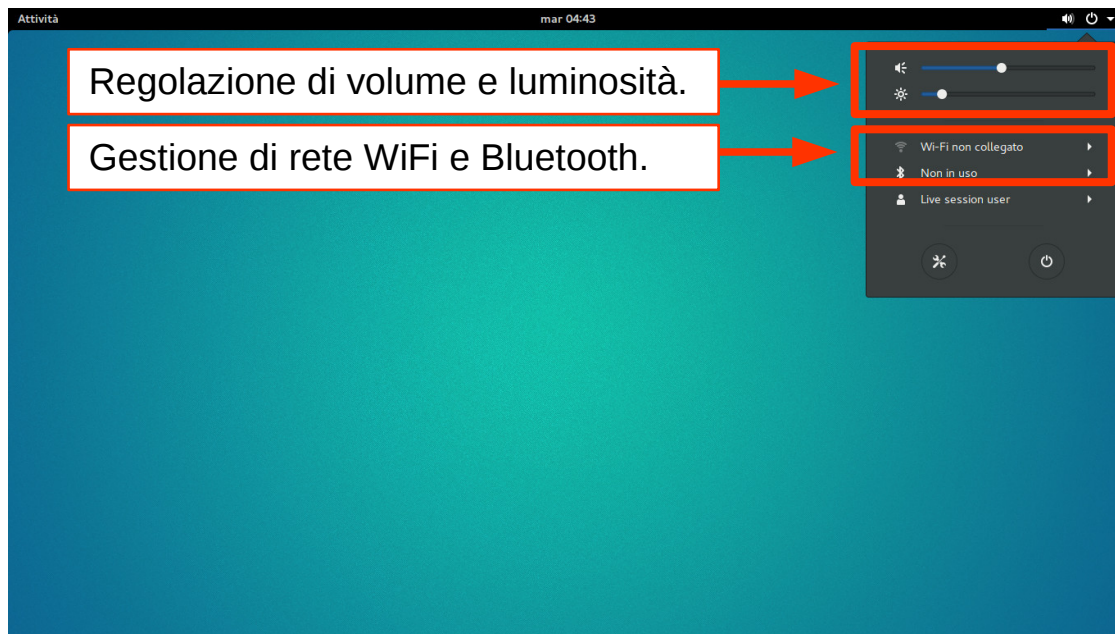 Attività mar 04:43
Regolazione di volume e luminosità.
Gestione di rete WiFi e Bluetooth.
Wi-Fi non collegato
Non in uso
Live session user